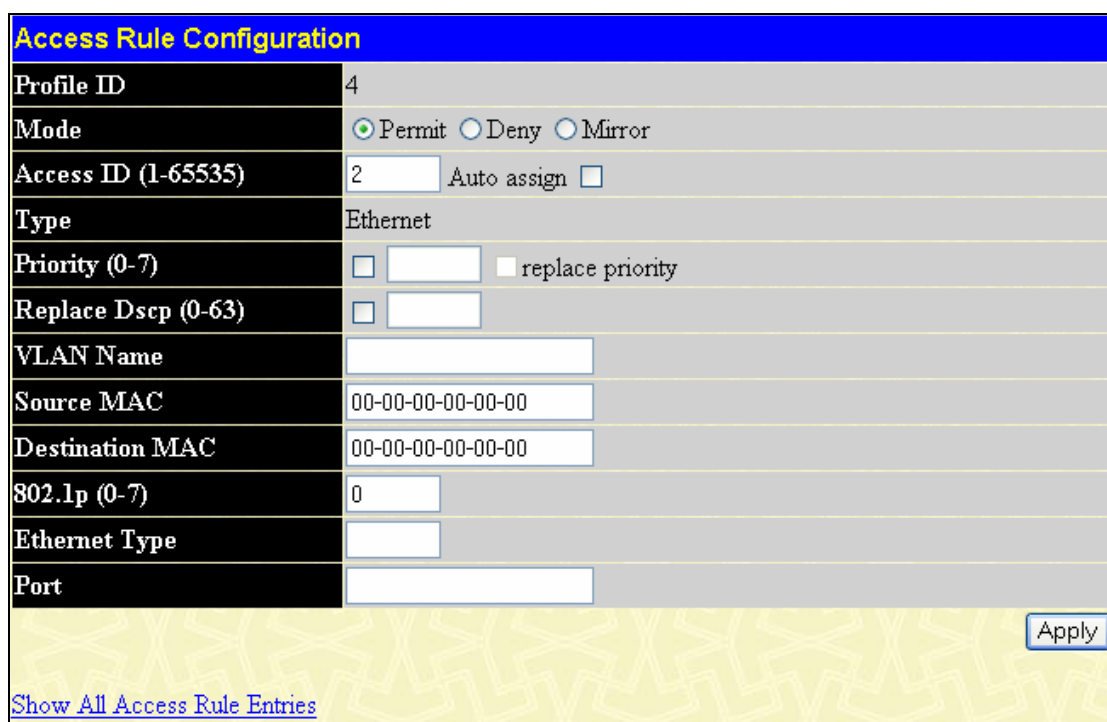 Access Rule Configuration
Profile ID 4
Mode Permit Deny Mirror
Access ID (1-65535) 2 Auto assign
Type Ethernet
Priority (0-7) replace priority
Replace Dscp (0-63)
VLAN Name
Source MAC 00-00-00-00-00-00
Destination MAC 00-00-00-00-00-00
802.1p (0-7) 0
Ethernet Type
Port
Apply
Show All Access Rule Entries